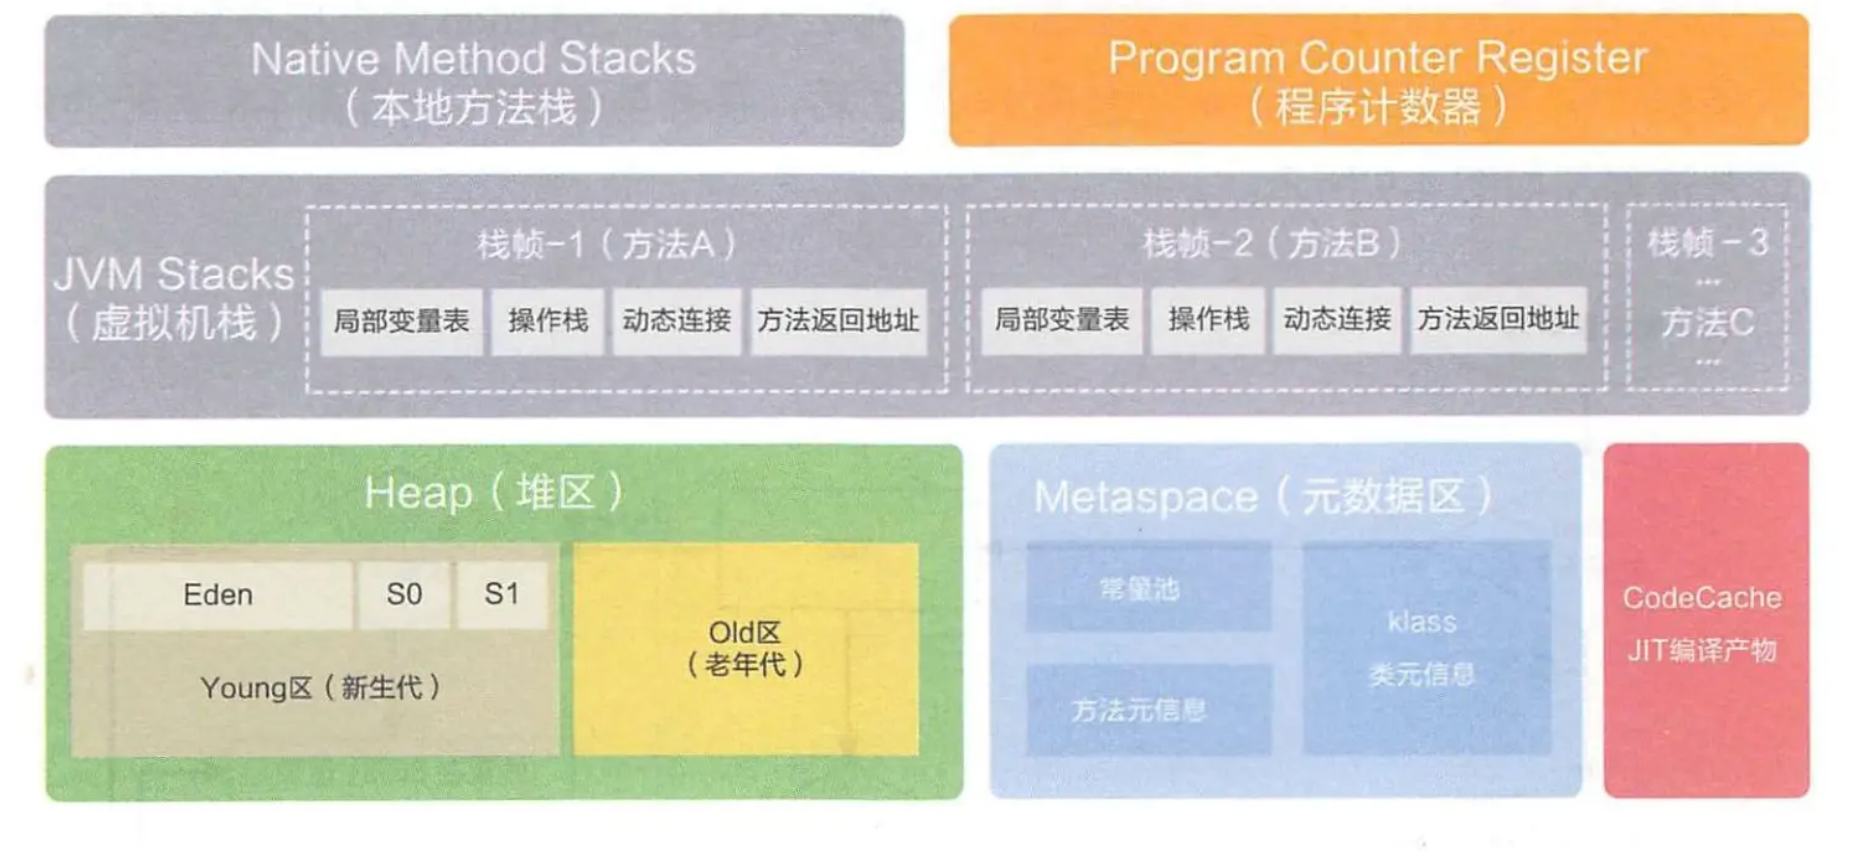 Native Method Stacks
（本地方法栈）
Program Counter Register
（程序计数器）
JVM Stacks
（虚拟机栈）
栈帧-1（方法A）
局部变量表
操作栈
动态连接
方法返回地址
栈帧-2（方法B）
局部变量表
操作栈
动态连接
方法返回地址
栈帧-3
...
方法C
...
Heap（堆区）
Eden
S0
S1
Young区（新生代）
Old区
（老年代）
Metaspace（元数据区）
常量池
方法元信息
klass
类元信息
CodeCache
JIT编译产物